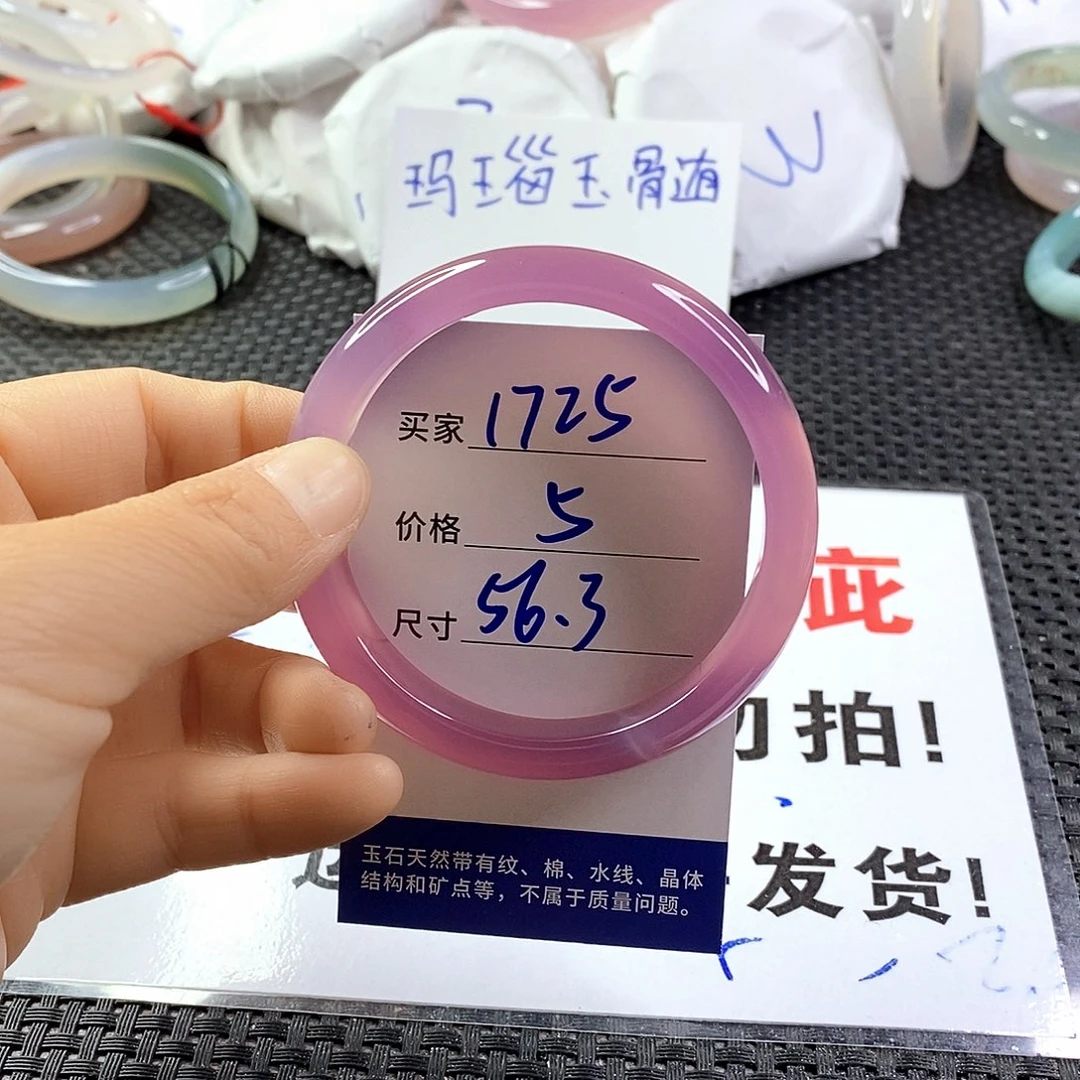 玛瑙玉骨髓
买家 1725
价格 5
尺寸 56.3
玉石天然带有纹、棉、水线、晶体
结构和矿点等，不属于质量问题。
勿拍!
发货!